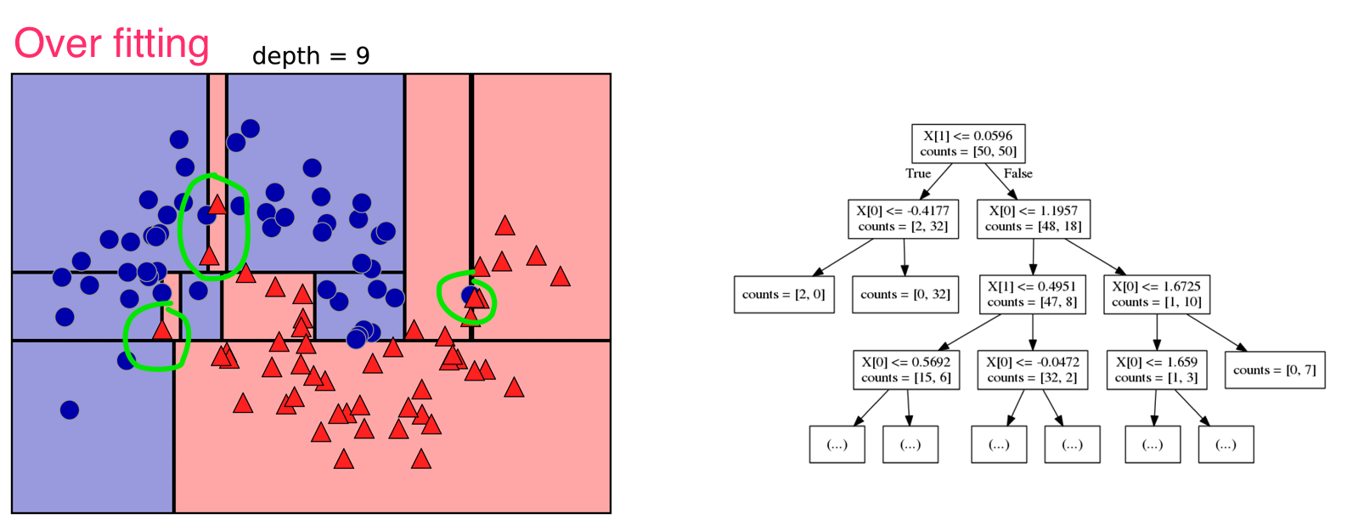 Over fitting
depth = 9
X[1] <= 0.0596
counts = [50, 50]
True
False
X[0] <= -0.4177
counts = [2, 32]
X[0] <= 1.1957
counts = [48, 18]
counts = [2, 0]
counts = [0, 32]
X[1] <= 0.4951
counts = [47, 8]
X[0] <= 1.6725
counts = [1, 10]
X[0] <= 0.5692
counts = [15, 6]
X[0] <= -0.0472
counts = [32, 2]
X[0] <= 1.659
counts = [1, 3]
counts = [0, 7]
(...)
(...)
(...)
(...)
(...)
(...)